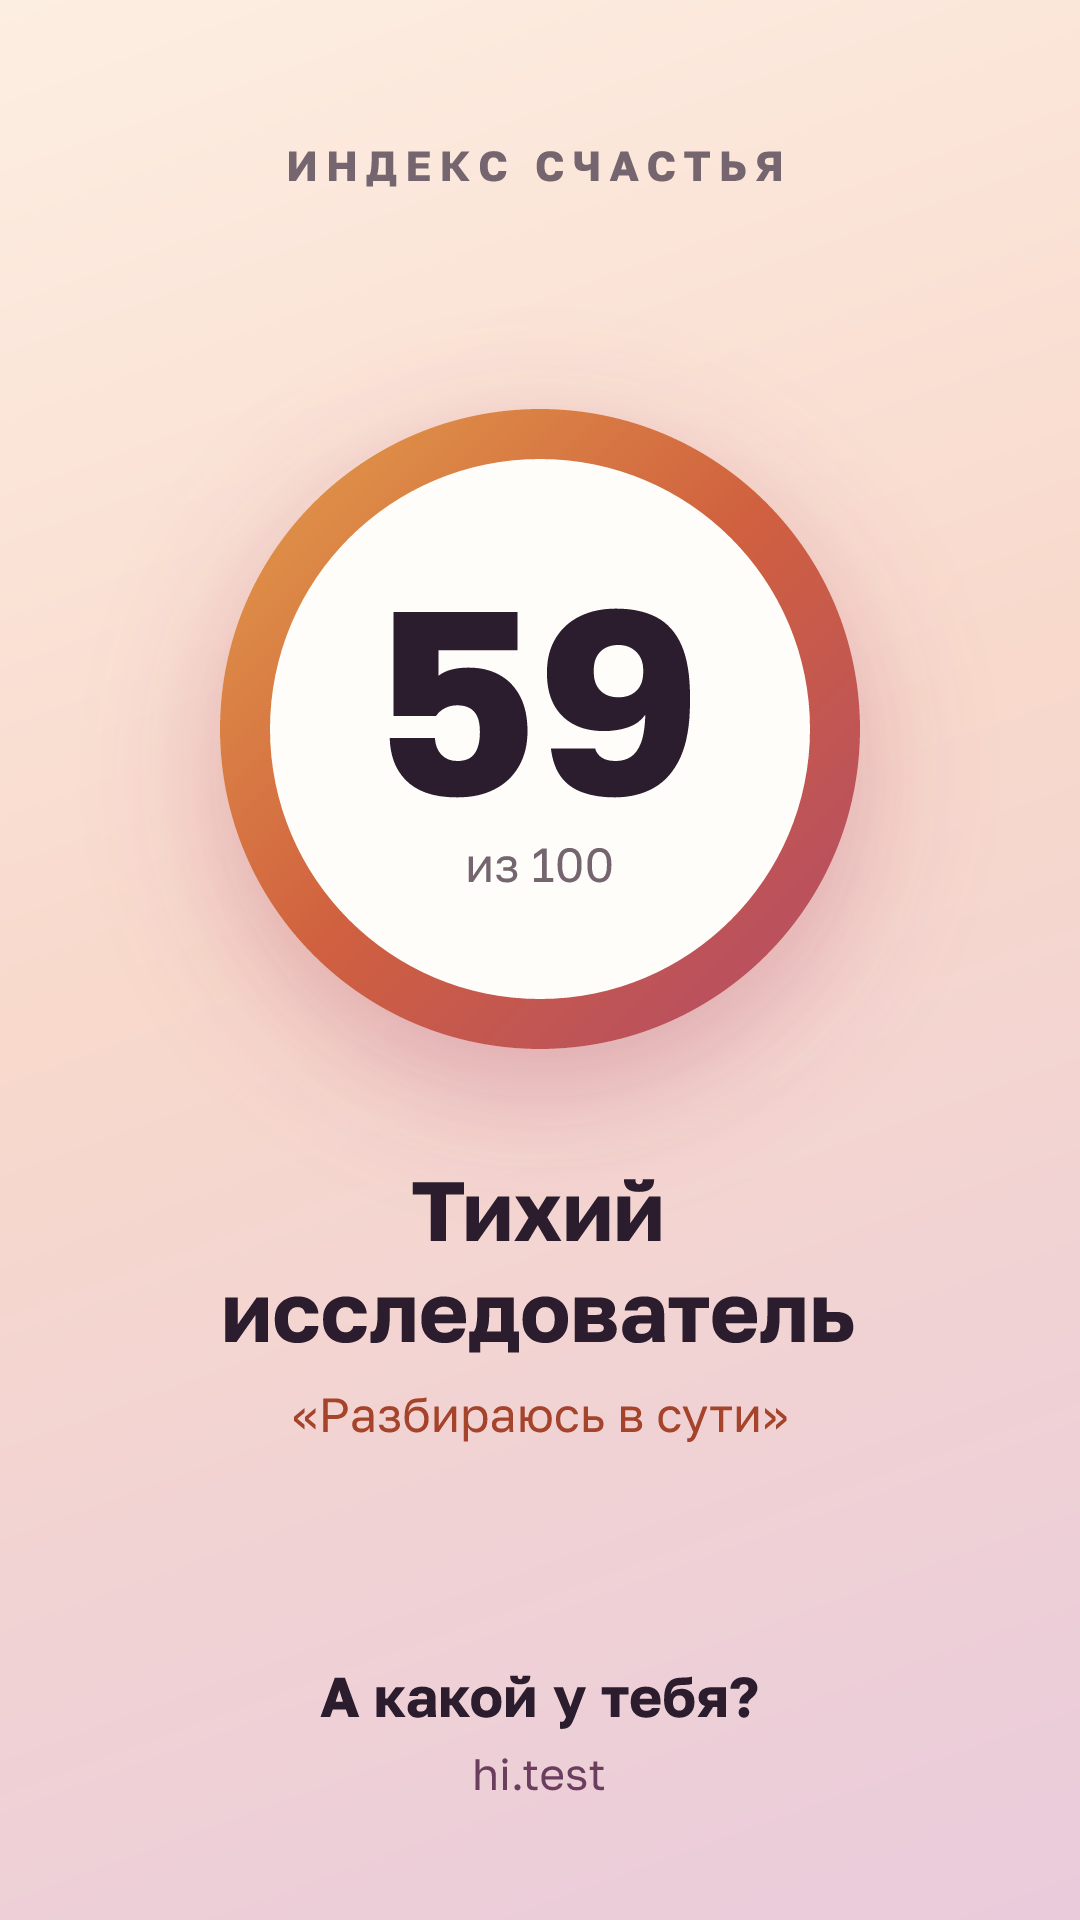 ИНДЕКС СЧАСТЬЯ
59
из 100
Тихий
исследователь
«Разбираюсь в сути»
А какой у тебя?
hi.test